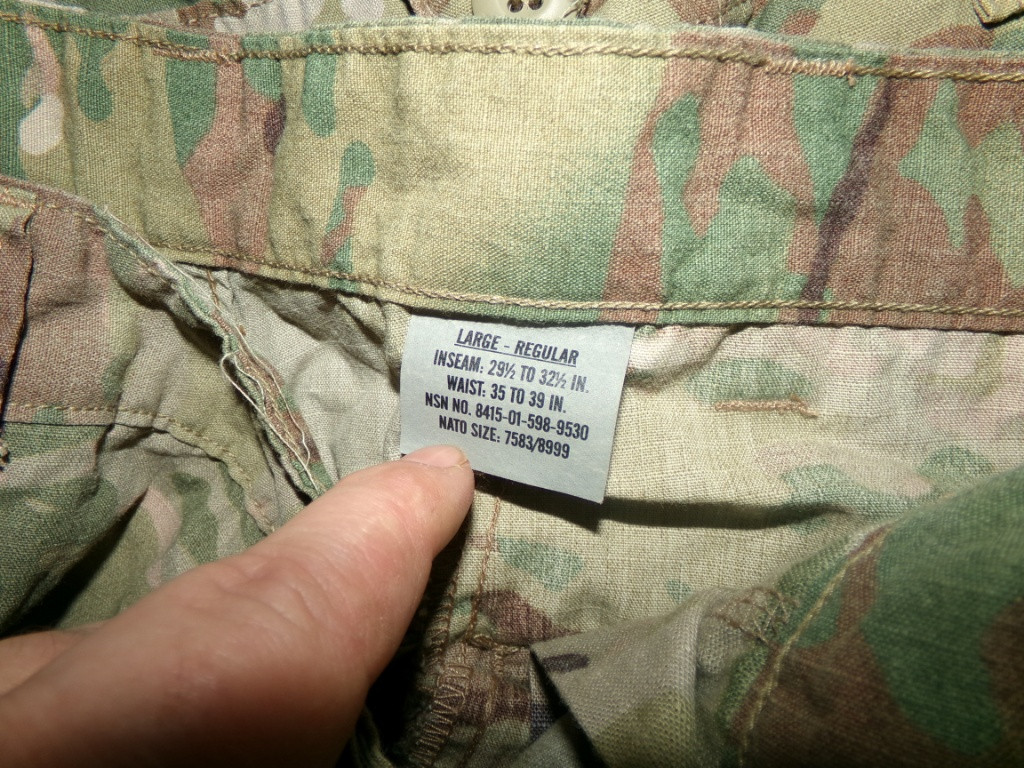 LARGE - REGULAR
INSEAM: 29½ TO 32½ IN.
WAIST: 35 TO 39 IN.
NSN NO. 8415-01-598-9530
NATO SIZE: 7583/8999